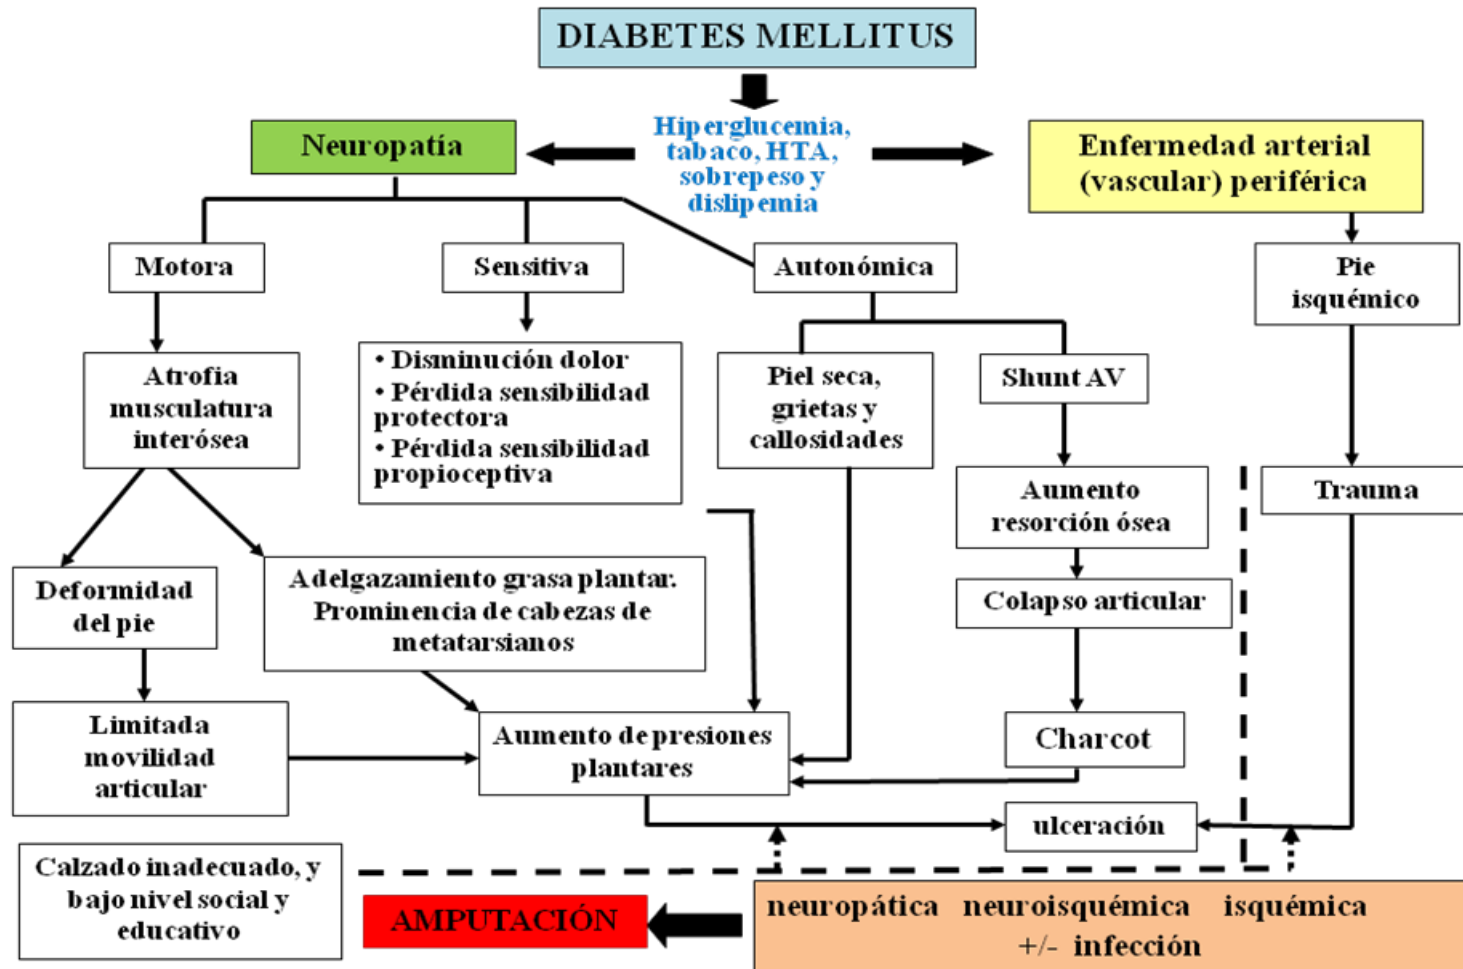 DIABETES MELLITUS
Hiperglucemia,
tabaco, HTA,
sobrepeso y
dislipemia
Neuropatía
Enfermedad arterial
(vascular) periférica
Motora
Sensitiva
Autonómica
Pie
isquémico
Atrofia
musculatura
interósea
• Disminución dolor
• Pérdida sensibilidad
protectora
• Pérdida sensibilidad
propioceptiva
Piel seca,
grietas y
callosidades
Shunt AV
Aumento
resorción ósea
Trauma
Deformidad
del pie
Adelgazamiento grasa plantar.
Prominencia de cabezas de
metatarsianos
Colapso articular
Limitada
movilidad
articular
Aumento de presiones
plantares
Charcot
ulceración
Calzado inadecuado, y
bajo nivel social y
educativo
AMPUTACIÓN
neuropática neuroisquémica isquémica
+/- infección